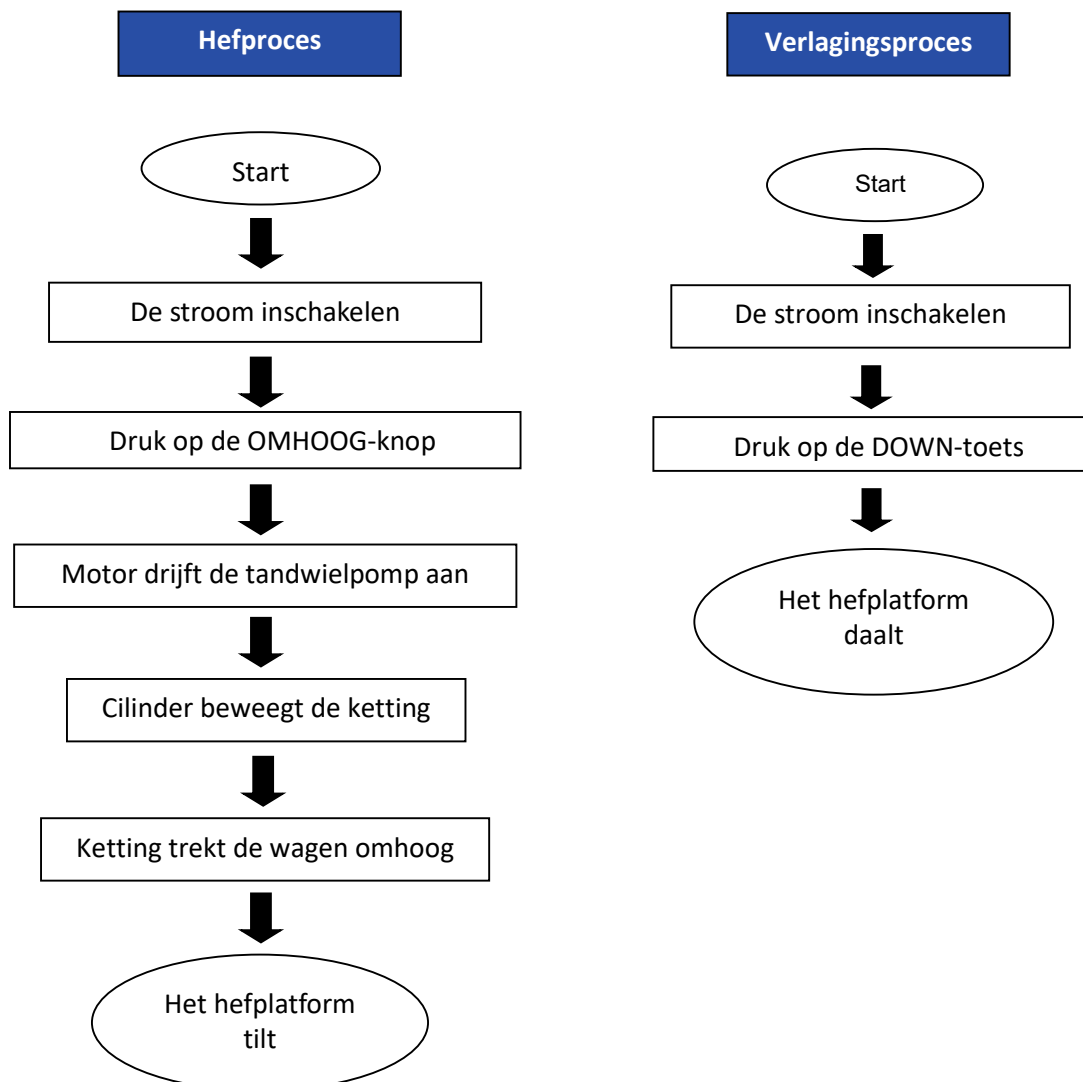 Hefproces
Start
De stroom inschakelen
Druk op de OMHOOG-knop
Motor drijft de tandwielpomp aan
Cilinder beweegt de ketting
Ketting trekt de wagen omhoog
Het hefplatform
tilt
Verlagingsproces
Start
De stroom inschakelen
Druk op de DOWN-toets
Het hefplatform
daalt